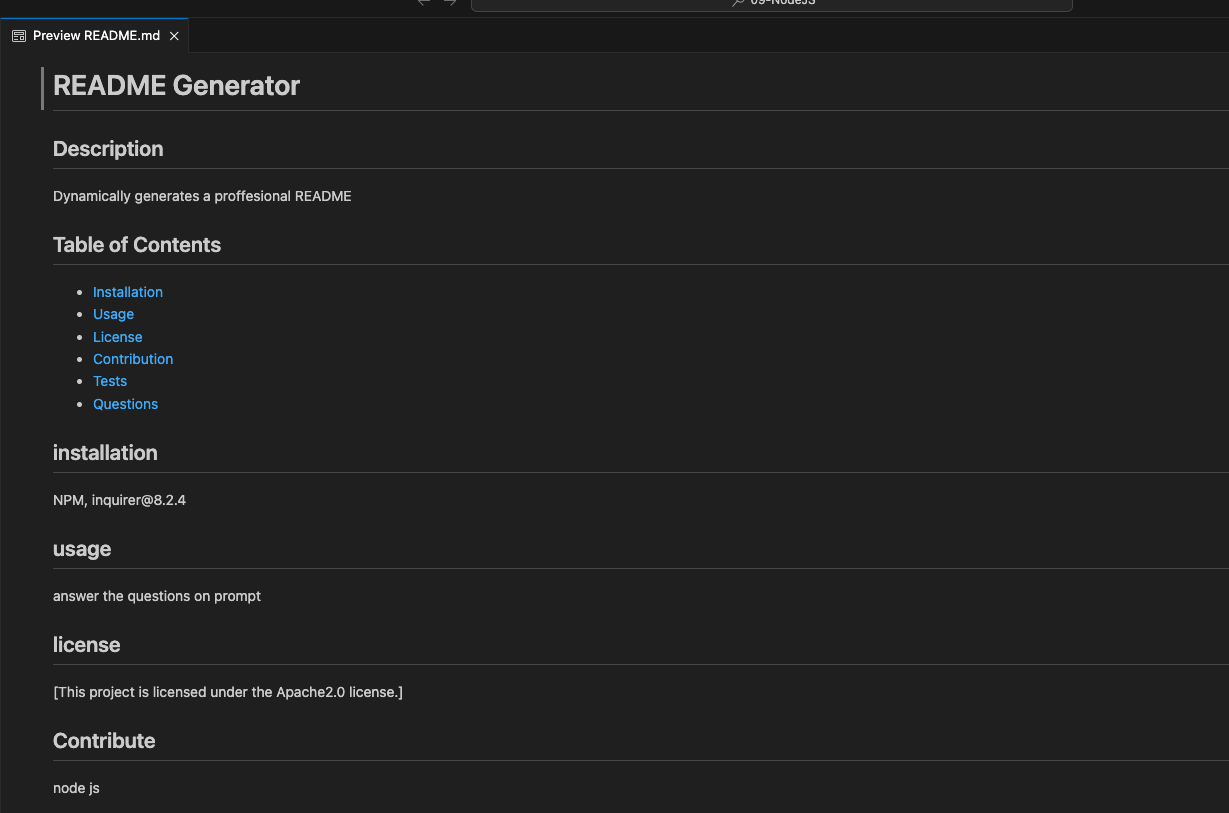 09-NodeJS
Preview README.md
README Generator
Description
Dynamically generates a proffesional README
Table of Contents
Installation
Usage
License
Contribution
Tests
Questions
installation
NPM, inquirer@8.2.4
usage
answer the questions on prompt
license
[This project is licensed under the Apache2.0 license.]
Contribute
node js